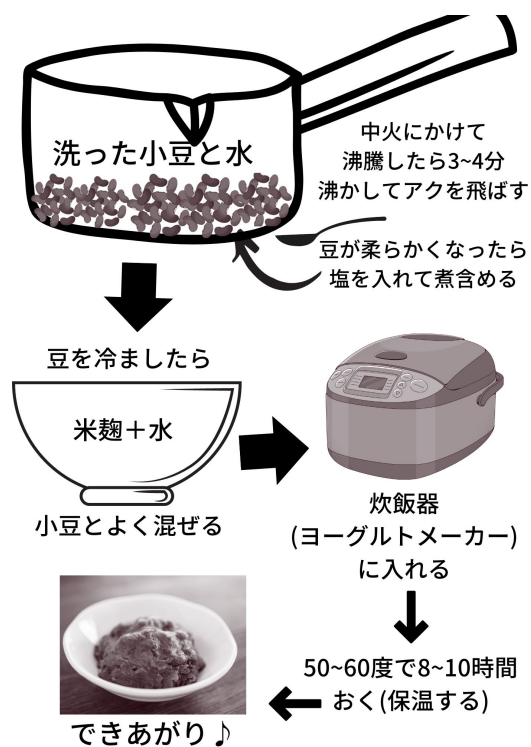 洗った小豆と水
中火にかけて
沸騰したら3~4分
沸かしてアクを飛ばす
豆が柔らかくなったら
塩を入れて煮含める
豆を冷ましたら
米麹＋水
小豆とよく混ぜる
炊飯器
(ヨーグルトメーカー)
に入れる
50~60度で8~10時間
おく(保温する)
できあがり♪